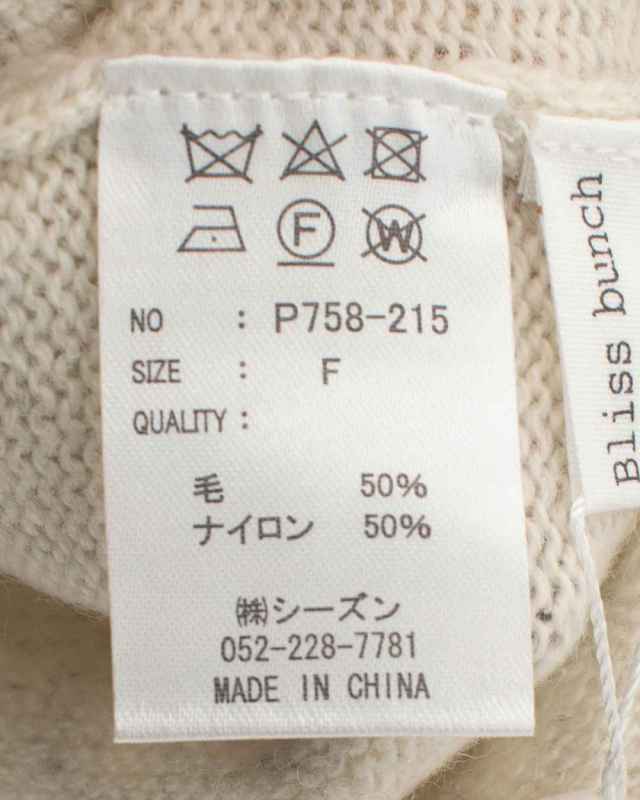 F W
NO : P758-215
SIZE : F
QUALITY :
毛 50%
ナイロン 50%
㈱シーズン
052-228-7781
MADE IN CHINA
Bliss bunch